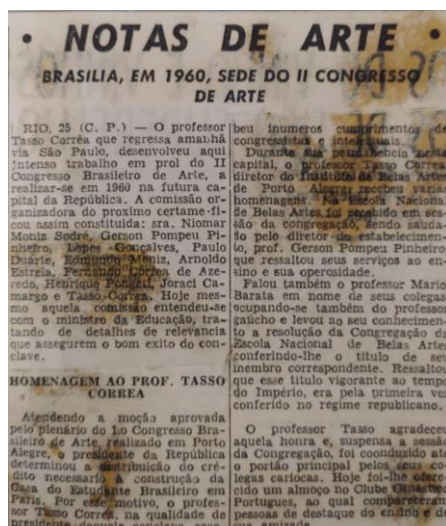 • NOTAS DE ARTE •
BRASILIA, EM 1960, SEDE DO II CONGRESSO
DE ARTE
RIO, 25 (C. P.) — O professor
Tasso Corrêa que regressa amanhã
via São Paulo, desenvolveu aqui
intenso trabalho em prol do II
Congresso Brasileiro de Arte, a
realizar-se em 1960 na futura ca-
pital da República. A comissão or-
ganizadora do proximo certame fi-
cou assim constituida: sra. Niomar
Moniz Sodré, Gerson Pompeu Pi-
nheiro, Lopes Gonçalves, Paulo
Duarte, Edmundo Moniz, Arnoldo
Estrela, Fernando Corrêa de Aze-
vedo, Henrique Pongeti, Joraci Ca-
margo e Tasso Corrêa. Hoje mes-
mo aquela comissão entendeu-se
com o ministro da Educação, tra-
tando de detalhes de relevancia
que assegurem o bom exito do con-
clave.
HOMENAGEM AO PROF. TASSO
CORREA
Atendendo a moção aprovada
pelo plenário do 1.o Congresso Bra-
sileiro de Arte, realizado em Porto
Alegre, o presidente da República
determinou a distribuição do cré-
dito necessario à construção da
Casa do Estudante Brasileiro em
Paris. Por esse motivo, o profes-
sor Tasso Corrêa, na qualidade de
presidente daquele conclave,
beu inumeros cumprimentos de
congressistas e intelectuais.
Durante sua permanencia nesta
capital, o professor Tasso Corrêa,
diretor do Instituto de Belas Artes
de Porto Alegre, recebeu varias
homenagens. Na Escola Nacional
de Belas Artes foi recebido em ses-
são da congregação, sendo sauda-
do pelo diretor do estabelecimen-
to, prof. Gerson Pompeu Pinheiro
que ressaltou seus serviços ao en-
sino e sua operosidade.
Falou também o professor Mario
Barata em nome de seus colegas
ocupando-se também do professor
gaúcho e levou ao seu conhecimen-
to a resolução da Congregação da
Escola Nacional de Belas Artes
conferindo-lhe o titulo de seu
membro correspondente. Ressaltou
que esse titulo vigorante ao tempo
do Império, era pela primeira vez
conferido no regime republicano.
O professor Tasso agradeceu
aquela honra e, suspensa a sessão
da Congregação, foi conduzido até
o portão principal pelos seus
legas cariocas. Hoje foi-lhe ofere-
cido um almoço no Clube Ginastico
Portugues, ao qual compareceram
pessoas de destaque do ensino e
sua amizade.